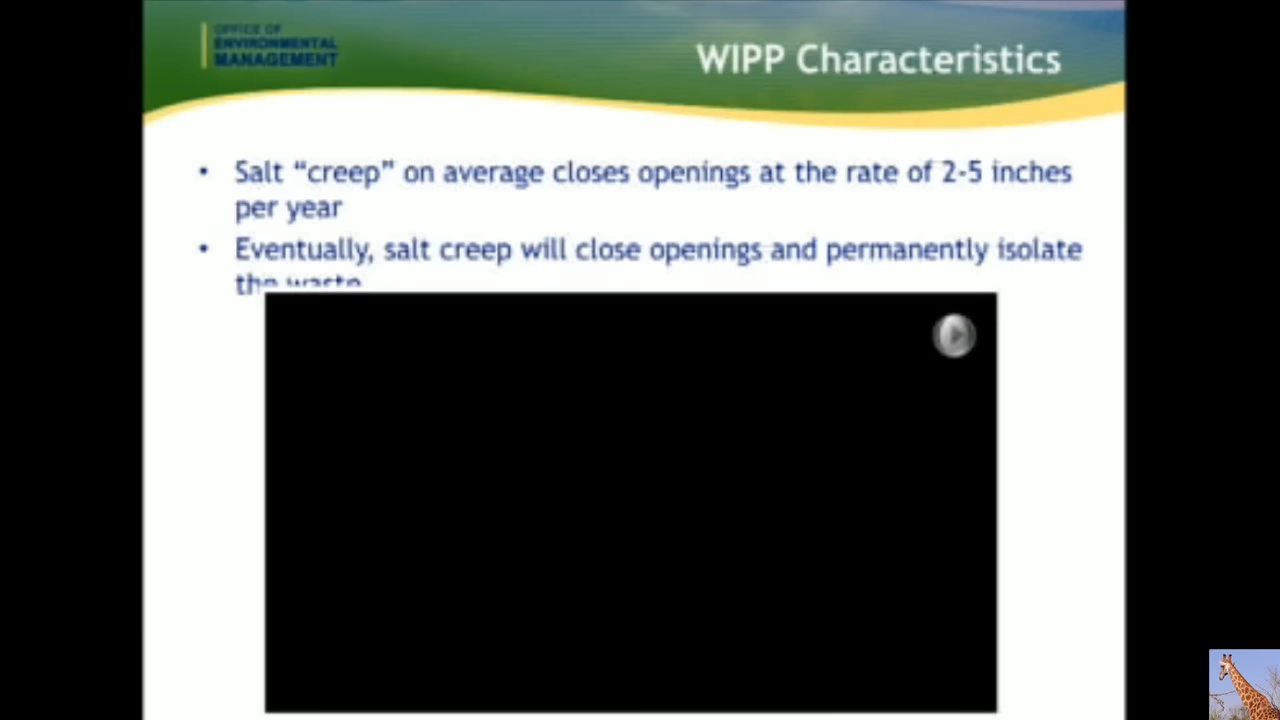 OFFICE OF
ENVIRONMENTAL
MANAGEMENT
WIPP Characteristics
• Salt “creep” on average closes openings at the rate of 2-5 inches
per year
• Eventually, salt creep will close openings and permanently isolate
the waste